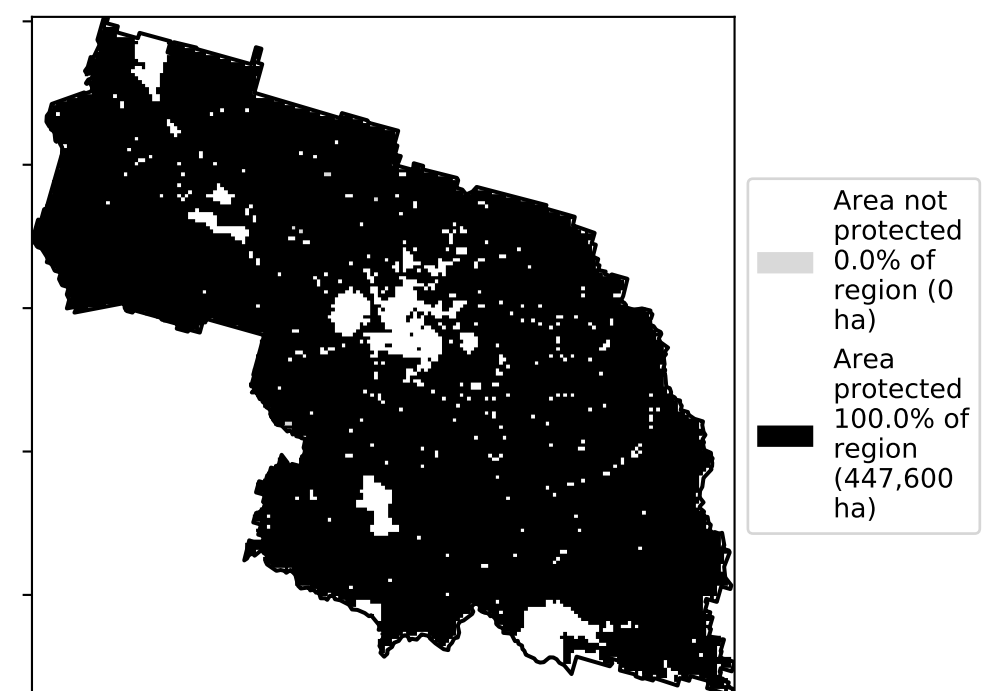 Area not
protected
0.0% of
region (0
ha)
Area
protected
100.0% of
region
(447,600
ha)